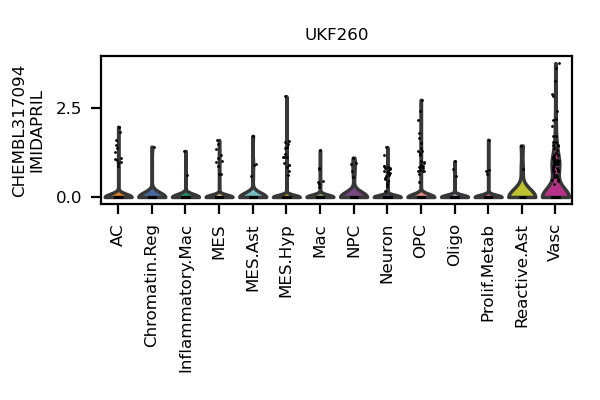 UKF260
CHEMBL317094
IMIDAPRIL
2.5
0.0
AC
Chromatin.Reg
Inflammatory.Mac
MES
MES.Ast
MES.Hyp
Mac
NPC
Neuron
OPC
Oligo
Prolif.Metab
Reactive.Ast
Vasc